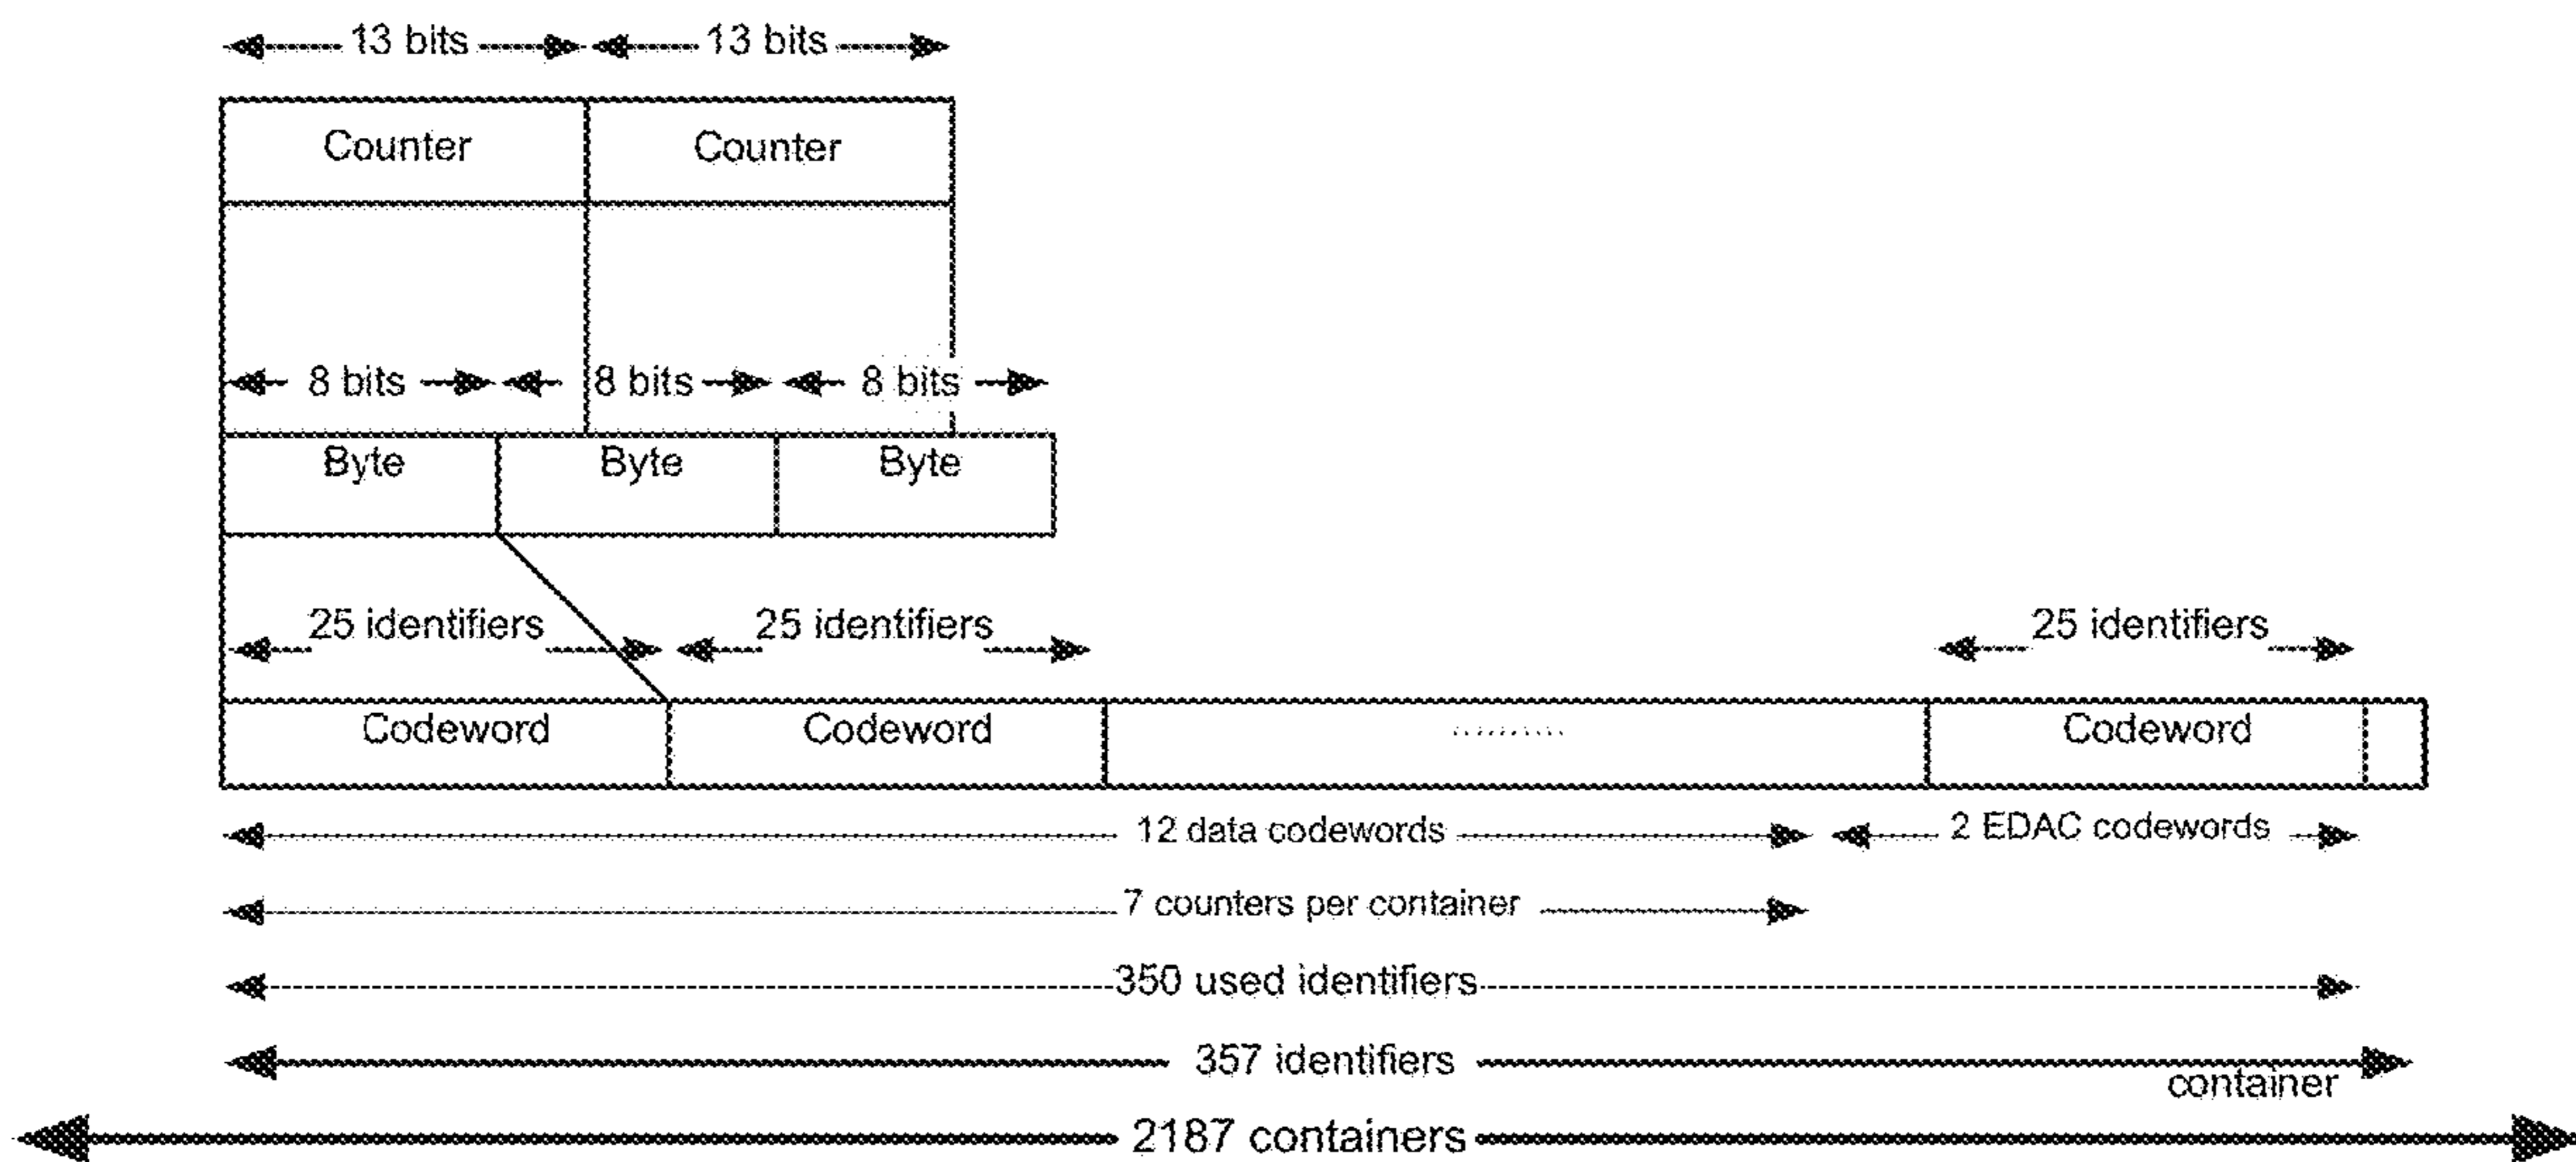 13 bits 13 bits
Counter Counter
8 bits 8 bits 8 bits
Byte Byte Byte
25 identifiers 25 identifiers 25 identifiers
Codeword Codeword ......... Codeword
12 data codewords 2 EDAC codewords
7 counters per container
350 used identifiers
357 identifiers
container
2187 containers